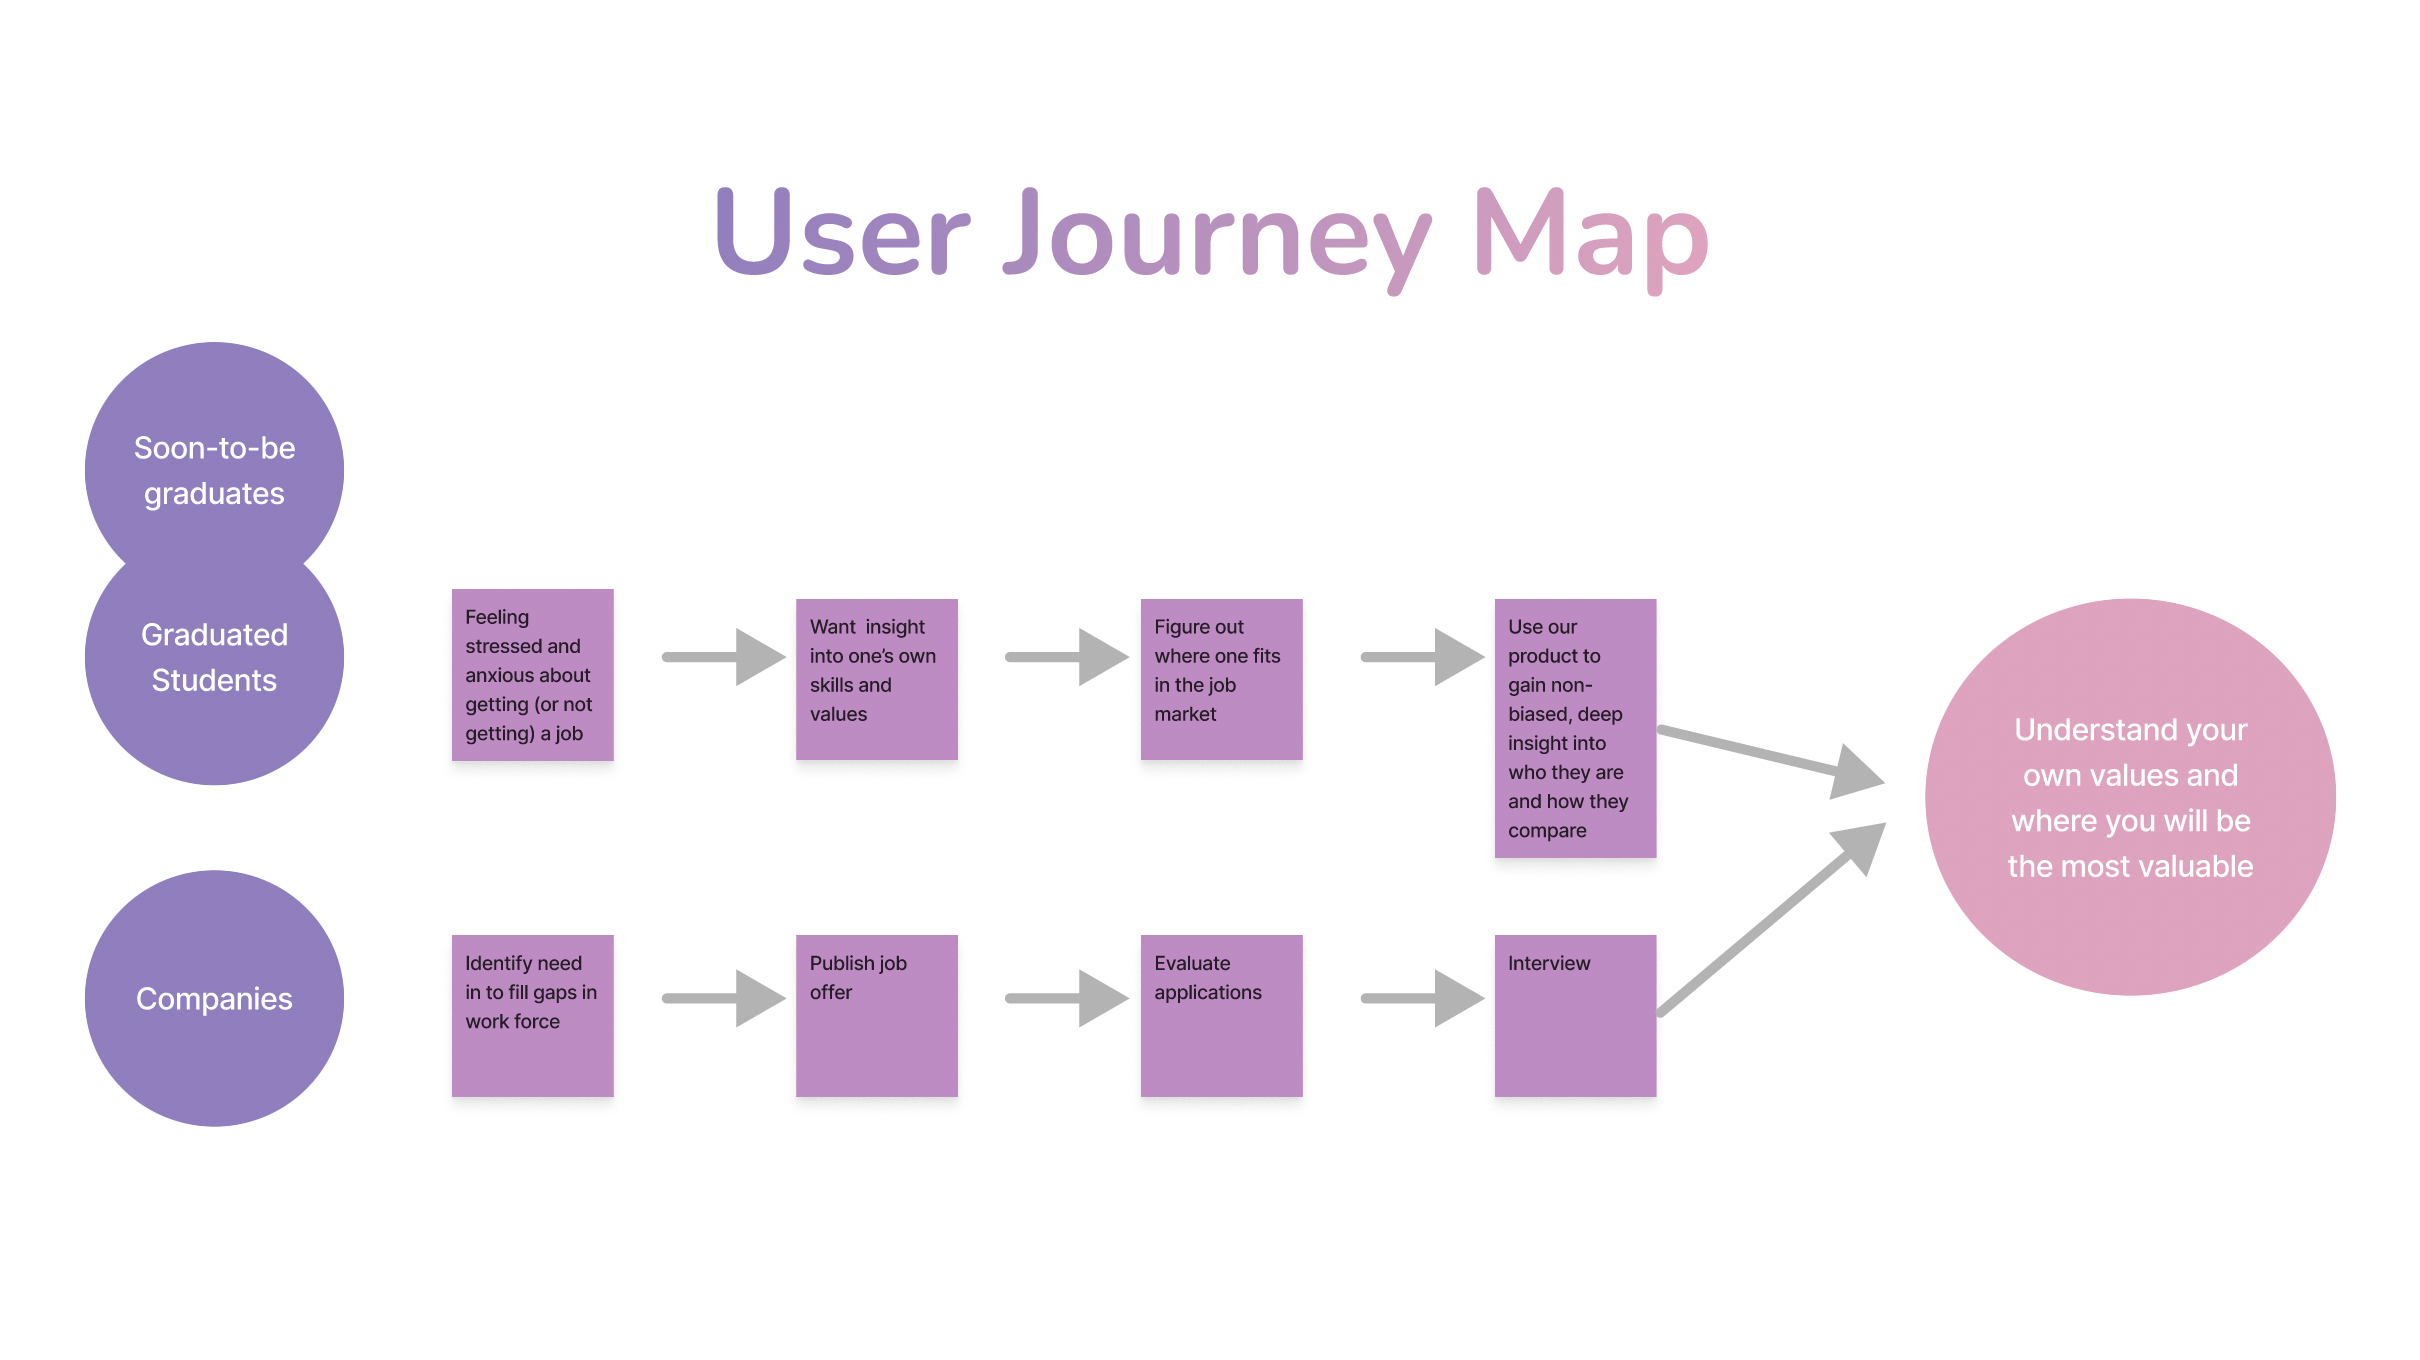 User Journey Map
Soon-to-be
graduates
Graduated
Students
Feeling
stressed and
anxious about
getting (or not
getting) a job
Want  insight
into one’s own
skills and
values
Figure out
where one fits
in the job
market
Use our
product to
gain non-
biased, deep
insight into
who they are
and how they
compare
Understand your
own values and
where you will be
the most valuable
Companies
Identify need
in to fill gaps in
work force
Publish job
offer
Evaluate
applications
Interview